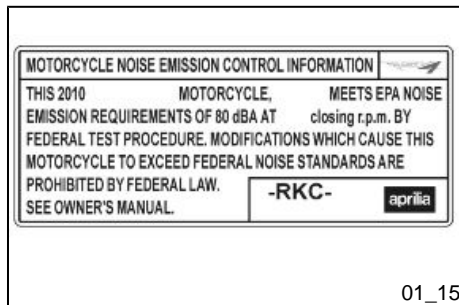 MOTORCYCLE NOISE EMISSION CONTROL INFORMATION
THIS 2010 MOTORCYCLE, MEETS EPA NOISE
EMISSION REQUIREMENTS OF 80 dBA AT closing r.p.m. BY
FEDERAL TEST PROCEDURE. MODIFICATIONS WHICH CAUSE THIS
MOTORCYCLE TO EXCEED FEDERAL NOISE STANDARDS ARE
PROHIBITED BY FEDERAL LAW.
SEE OWNER'S MANUAL.
-RKC-
aprilia
01_15